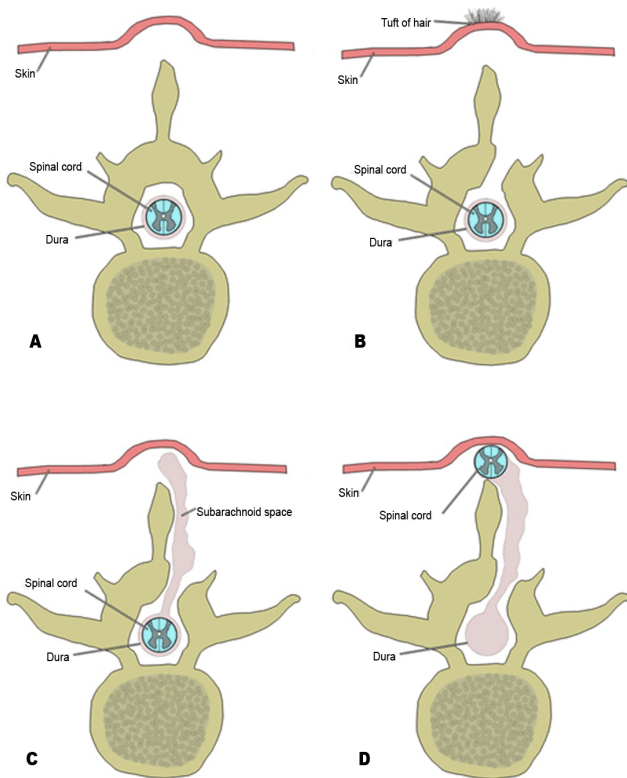 Skin
Spinal cord
Dura
A
Tuft of hair
Skin
Spinal cord
Dura
B
Skin
Subarachnoid space
Spinal cord
Dura
C
Skin
Spinal cord
Dura
D